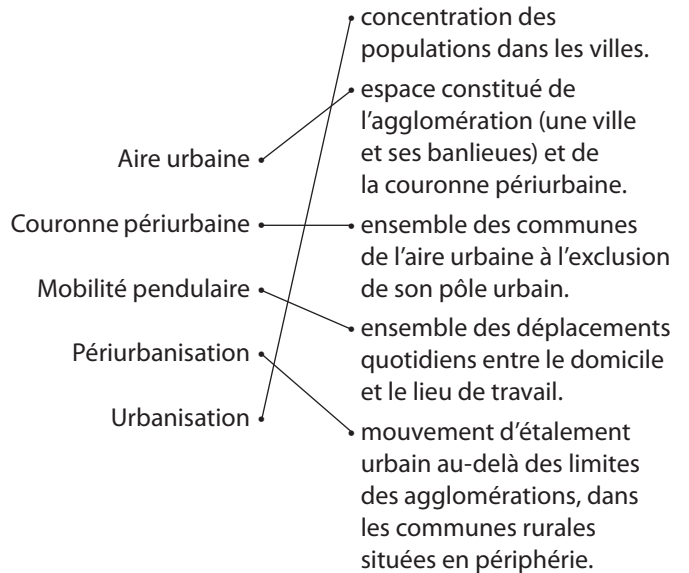 Aire urbaine
Couronne périurbaine
Mobilité pendulaire
Périurbanisation
Urbanisation
concentration des
populations dans les villes.
espace constitué de
l’agglomération (une ville
et ses banlieues) et de
la couronne périurbaine.
ensemble des communes
de l’aire urbaine à l’exclusion
de son pôle urbain.
ensemble des déplacements
quotidiens entre le domicile
et le lieu de travail.
mouvement d’étalement
urbain au-delà des limites
des agglomérations, dans
les communes rurales
situées en périphérie.